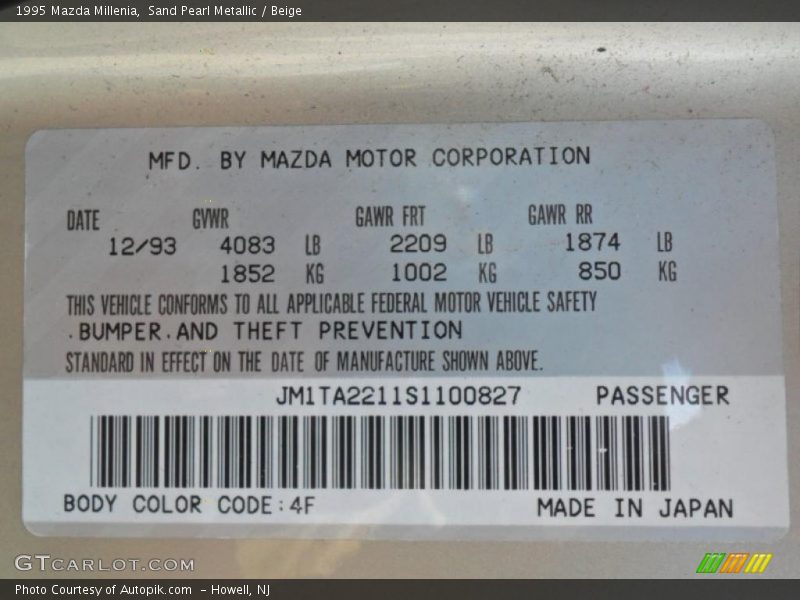 1995 Mazda Millenia, Sand Pearl Metallic / Beige
MFD. BY MAZDA MOTOR CORPORATION
DATE GVWR GAWR FRT GAWR RR
12/93 4083 LB 2209 LB 1874 LB
1852 KG 1002 KG 850 KG
THIS VEHICLE CONFORMS TO ALL APPLICABLE FEDERAL MOTOR VEHICLE SAFETY
.BUMPER.AND THEFT PREVENTION
STANDARD IN EFFECT ON THE DATE OF MANUFACTURE SHOWN ABOVE.
JM1TA2211S1100827 PASSENGER
BODY COLOR CODE:4F MADE IN JAPAN
GTCARLOT.COM
Photo Courtesy of Autopik.com - Howell, NJ